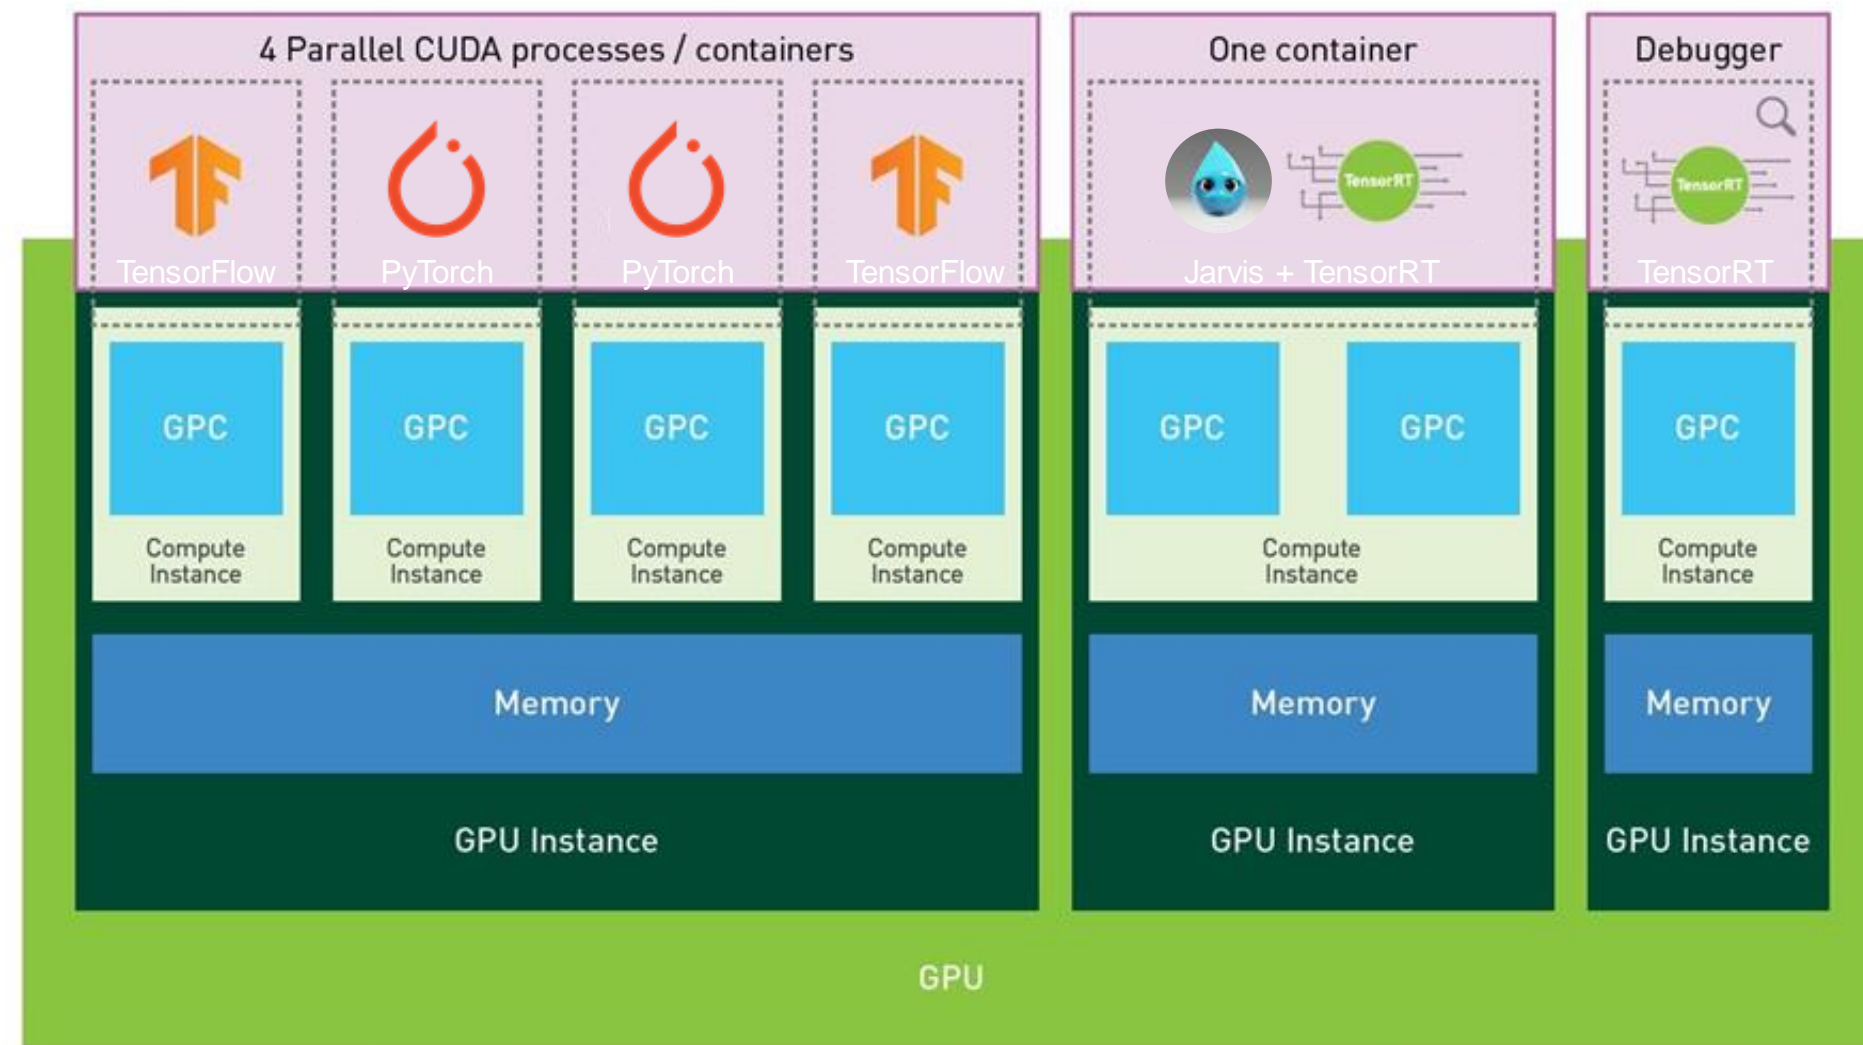 4 Parallel CUDA processes / containers
One container
Debugger
TensorRT
TensorRT
TensorFlow
PyTorch
PyTorch
TensorFlow
Jarvis + TensorRT
TensorRT
GPC
GPC
GPC
GPC
GPC
GPC
GPC
Compute
Instance
Compute
Instance
Compute
Instance
Compute
Instance
Compute
Instance
Compute
Instance
Memory
Memory
Memory
GPU Instance
GPU Instance
GPU Instance
GPU